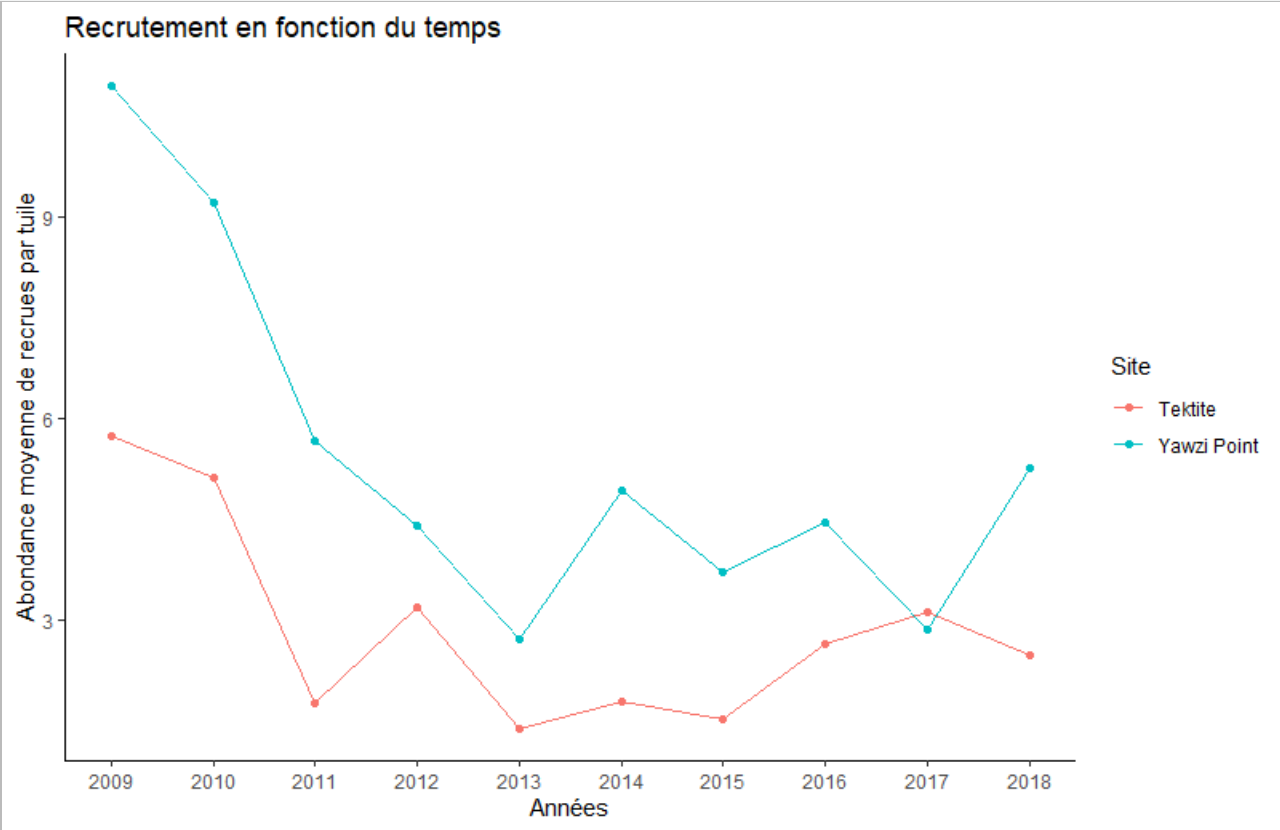 Recrutement en fonction du temps
Abondance moyenne de recrues par tuile
9
6
3
2009 2010 2011 2012 2013 2014 2015 2016 2017 2018
Années
Site
Tektite
Yawzi Point